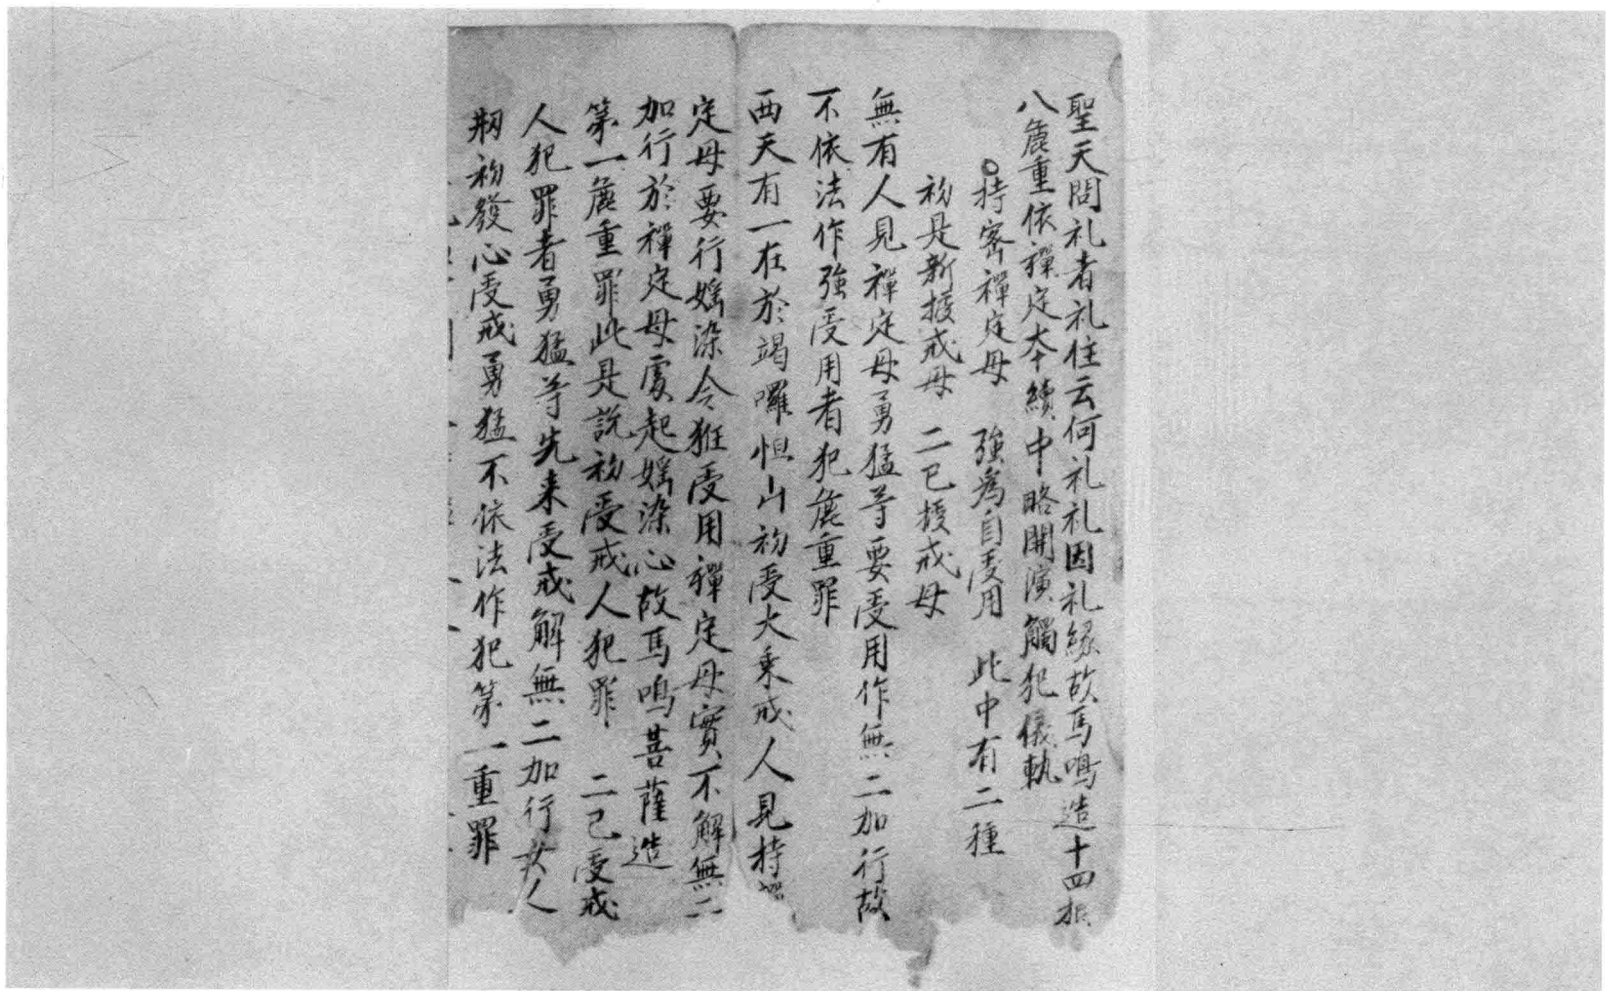 聖天問礼者礼住云何礼礼因礼緣故馬鳴造十四根
八麁重依禪定本續中略開演觸犯儀軌
○持密禪定母　強為自受用　此中有二種
初是新授戒母　二已授戒母
無有人見禪定母勇猛等要受用作無二加行故
不依法作強受用者犯麁重罪
西天有一在於竭囉怛山初受大乘戒人見持
定母要行婬染令誑受用禪定母實不解無二
加行於禪定母處起婬染心故馬鳴菩薩造
第一麁重罪此是說初受戒人犯罪　二已受戒
人犯罪者勇猛等先来受戒解無二加行女人
剏初發心受戒勇猛不依法作犯第一重罪